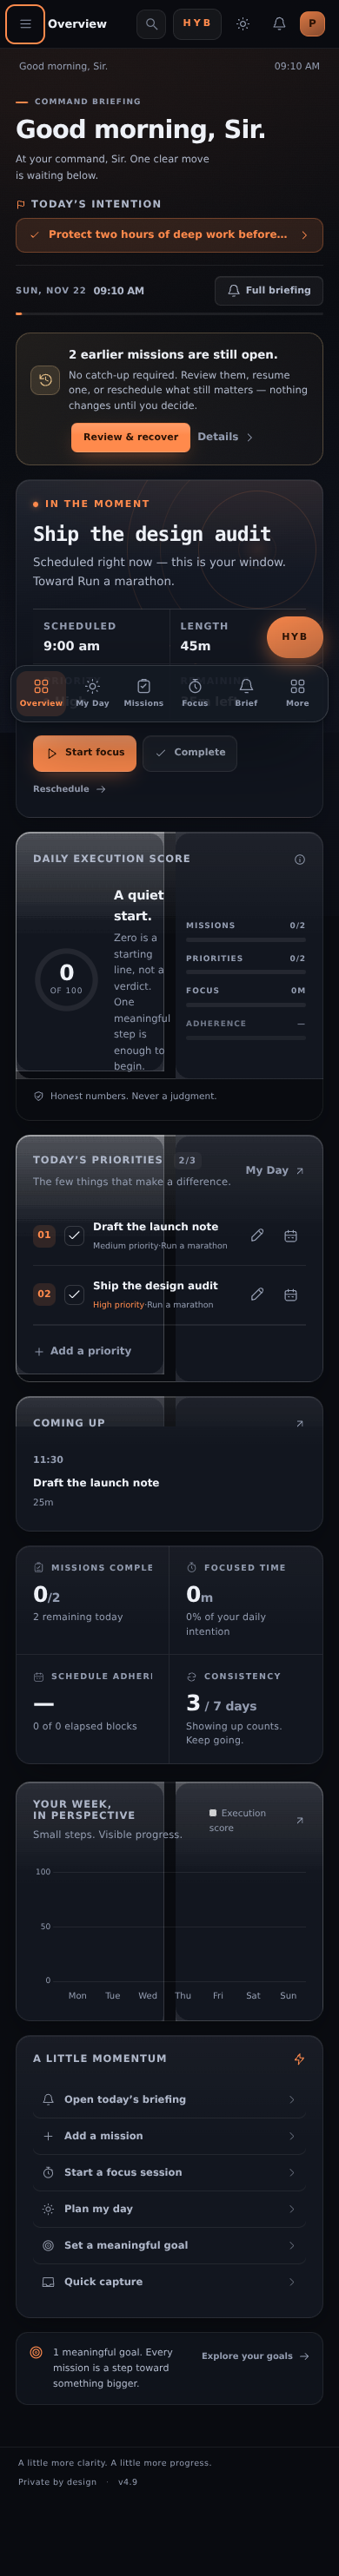 Overview
HYB
P
Good morning, Sir.
09:10 AM
COMMAND BRIEFING
Good morning, Sir.
At your command, Sir. One clear move
is waiting below.
TODAY'S INTENTION
Protect two hours of deep work before...
SUN, NOV 22 09:10 AM
Full briefing
2 earlier missions are still open.
No catch-up required. Review them, resume
one, or reschedule what still matters — nothing
changes until you decide.
Review & recover
Details
IN THE MOMENT
Ship the design audit
Scheduled right now — this is your window.
Toward Run a marathon.
SCHEDULED
9:00 am
LENGTH
45m
HYB
Overview
My Day
Missions
Focus
Brief
More
Start focus
Complete
Reschedule
DAILY EXECUTION SCORE
0
OF 100
A quiet
start.
Zero is a
starting
line, not a
verdict.
One
meaningful
step is
enough to
begin.
MISSIONS 0/2
PRIORITIES 0/2
FOCUS 0M
ADHERENCE —
Honest numbers. Never a judgment.
TODAY'S PRIORITIES 2/3
The few things that make a difference.
My Day
01
Draft the launch note
Medium priority·Run a marathon
02
Ship the design audit
High priority·Run a marathon
Add a priority
COMING UP
11:30
Draft the launch note
25m
MISSIONS COMPLE
0/2
2 remaining today
FOCUSED TIME
0m
0% of your daily
intention
SCHEDULE ADHERI
—
0 of 0 elapsed blocks
CONSISTENCY
3 / 7 days
Showing up counts.
Keep going.
YOUR WEEK,
IN PERSPECTIVE
Small steps. Visible progress.
Execution
score
100
50
0
Mon Tue Wed Thu Fri Sat Sun
A LITTLE MOMENTUM
Open today's briefing
Add a mission
Start a focus session
Plan my day
Set a meaningful goal
Quick capture
1 meaningful goal. Every
mission is a step toward
something bigger.
Explore your goals
A little more clarity. A little more progress.
Private by design · v4.9